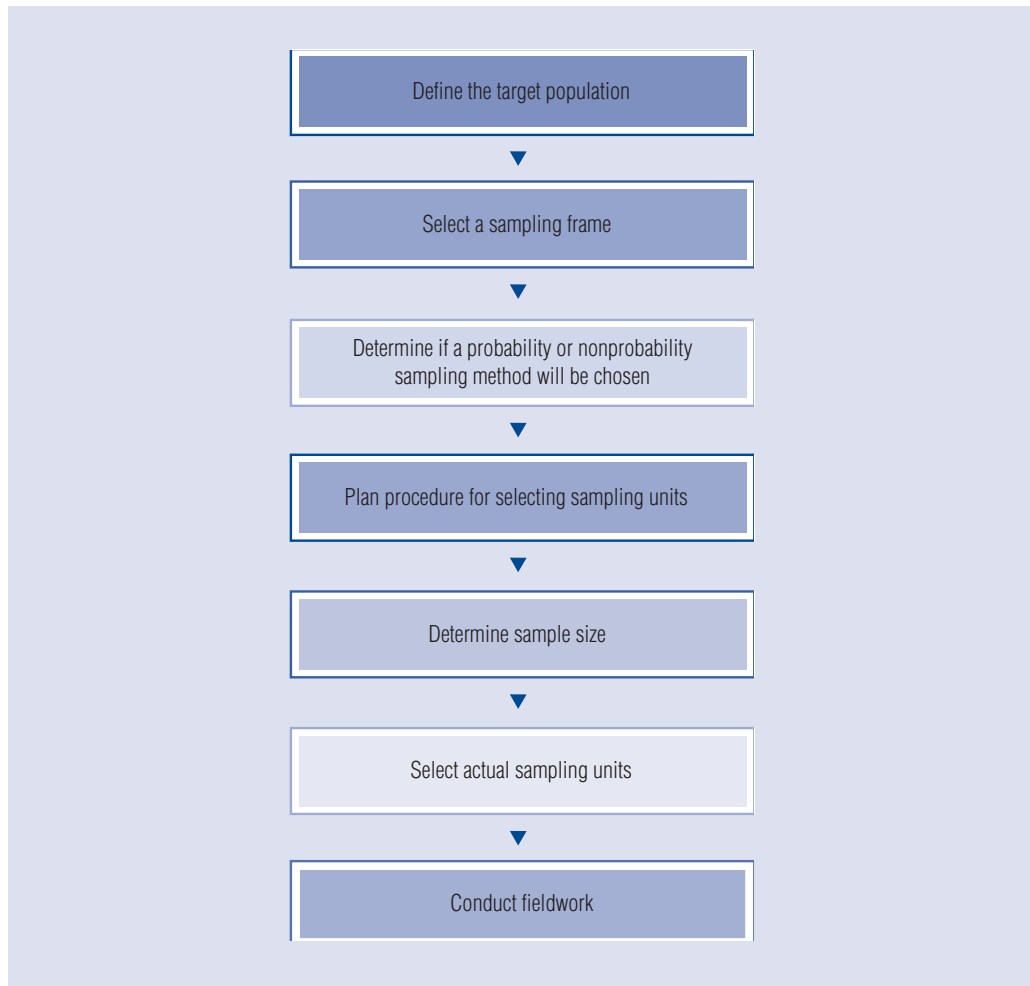 Define the target population
Select a sampling frame
Determine if a probability or nonprobability
sampling method will be chosen
Plan procedure for selecting sampling units
Determine sample size
Select actual sampling units
Conduct fieldwork